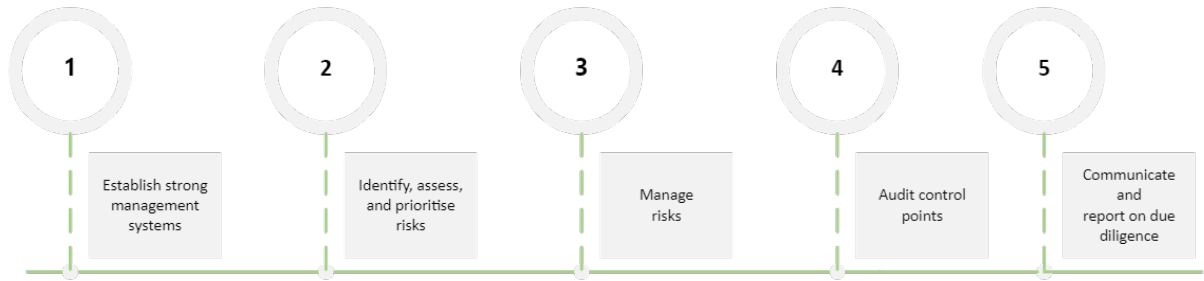 1
Establish strong
management
systems
2
Identify, assess,
and prioritise
risks
3
Manage
risks
4
Audit control
points
5
Communicate
and
report on due
diligence